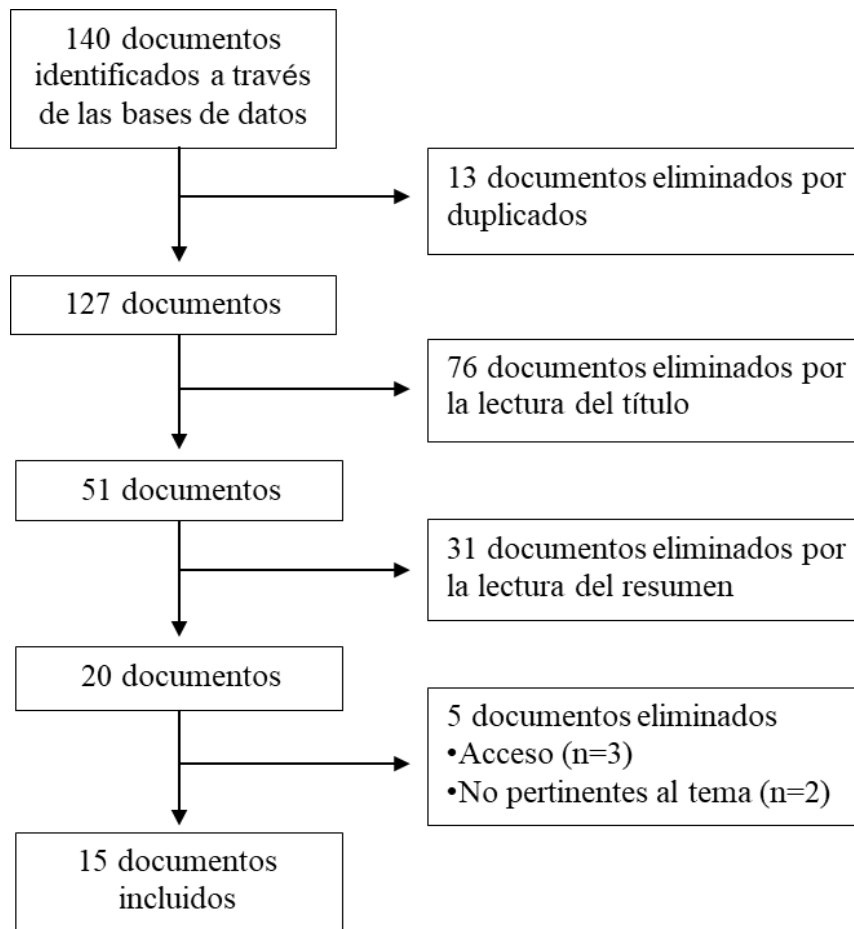 140 documentos
identificados a través
de las bases de datos
13 documentos eliminados por
duplicados
127 documentos
76 documentos eliminados por
la lectura del título
51 documentos
31 documentos eliminados por
la lectura del resumen
20 documentos
5 documentos eliminados
•Acceso (n=3)
•No pertinentes al tema (n=2)
15 documentos
incluidos